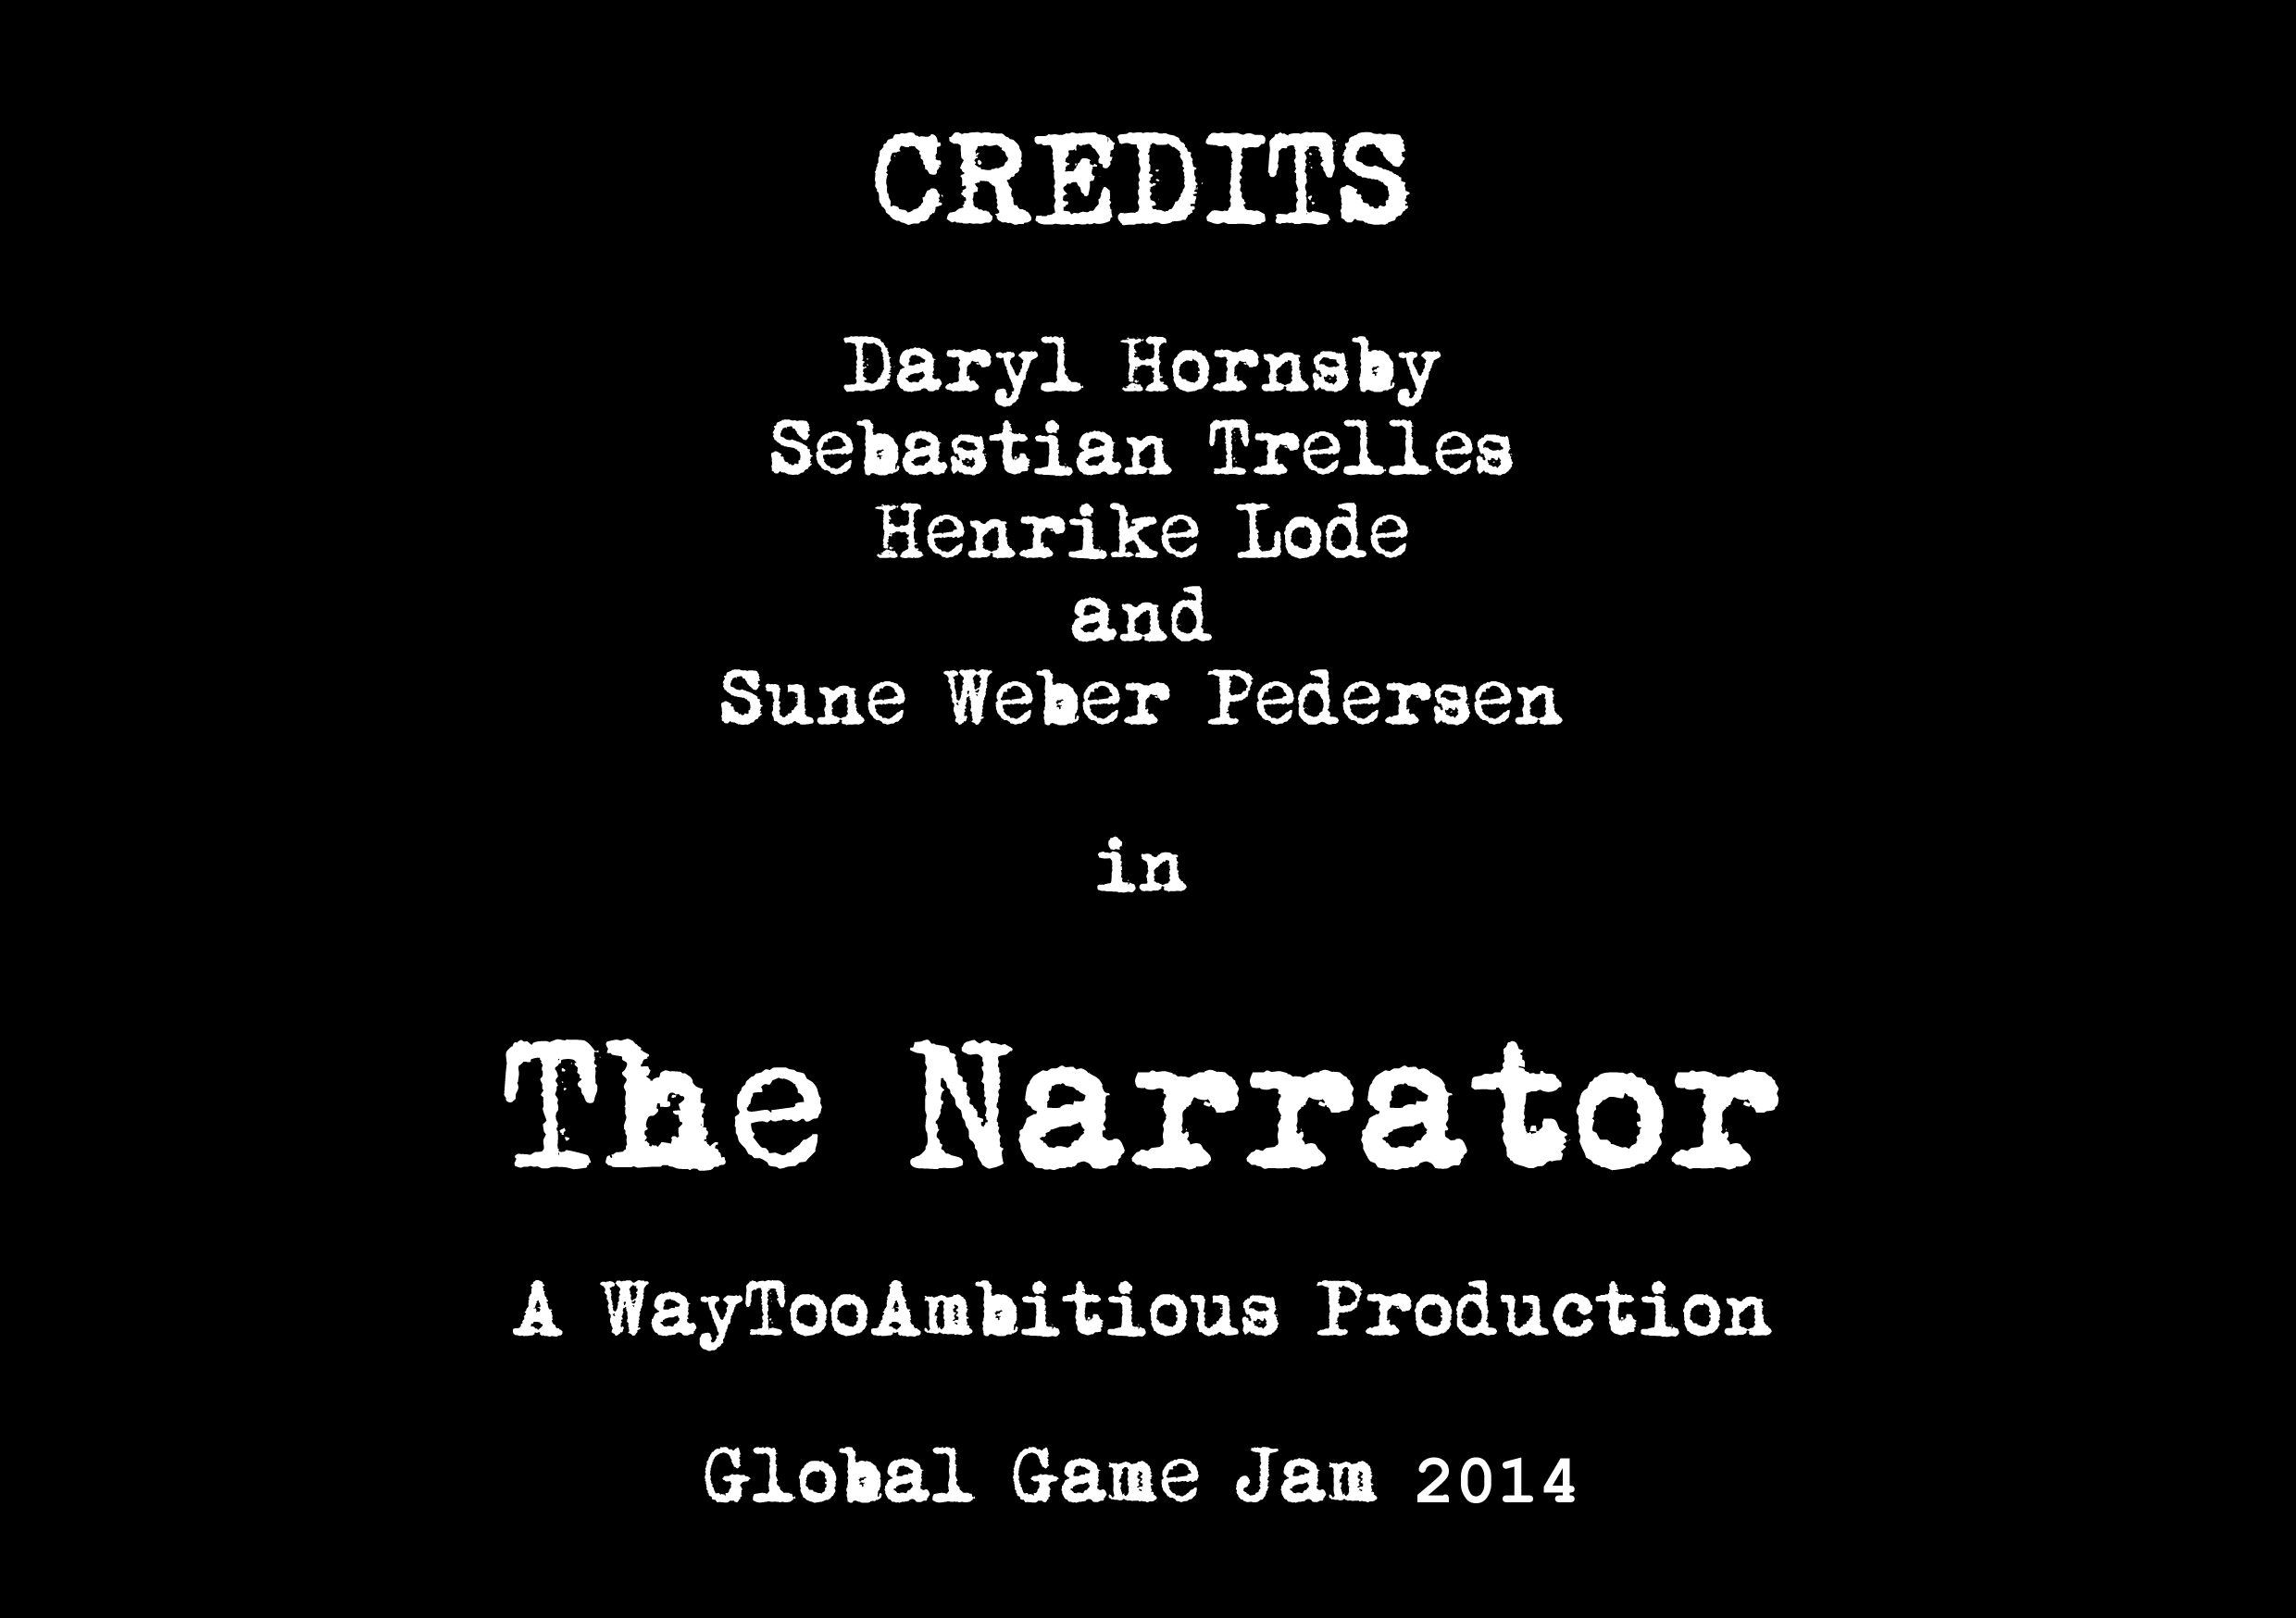 CREDITS
Daryl Hornsby
Sebastian Trelles
Henrike Lode
and
Sune Weber Pedersen
in
The Narrator
A WayTooAmbitious Production
Global Game Jam 2014